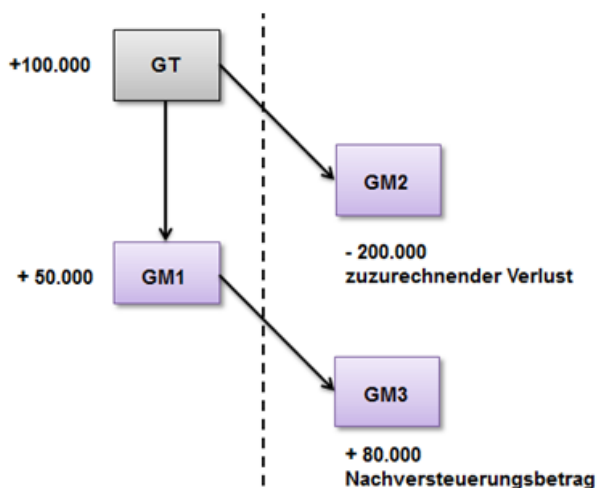 +100.000
GT
GM2
- 200.000
zuzurechnender Verlust
+ 50.000
GM1
GM3
+ 80.000
Nachversteuerungsbetrag